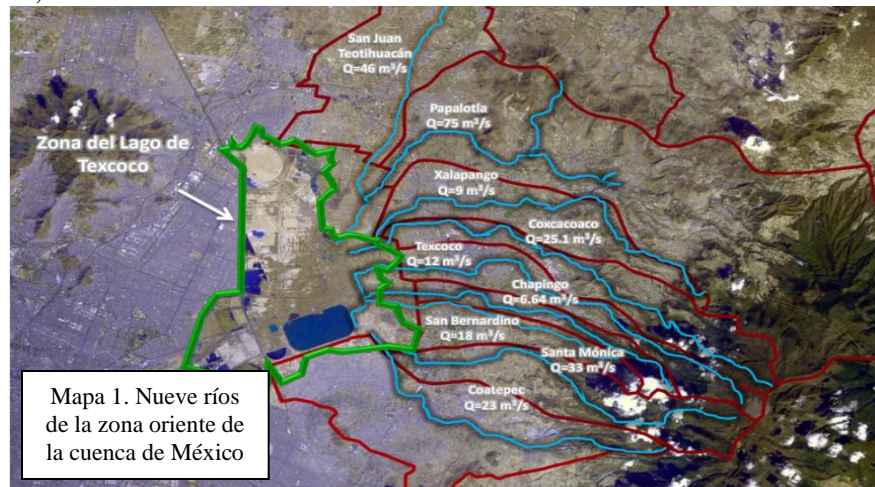 San Juan
Teotihuacán
Q=46 m³/s
Papalotla
Q=75 m³/s
Zona del Lago de
Texcoco
Xalapango
Q=9 m³/s
Coxcacoaco
Q=25.1 m³/s
Texcoco
Q=12 m³/s
Chapingo
Q=6.64 m³/s
San Bernardino
Q=18 m³/s
Santa Mónica
Q=33 m³/s
Coatepec
Q=23 m³/s
Mapa 1. Nueve ríos
de la zona oriente de
la cuenca de México